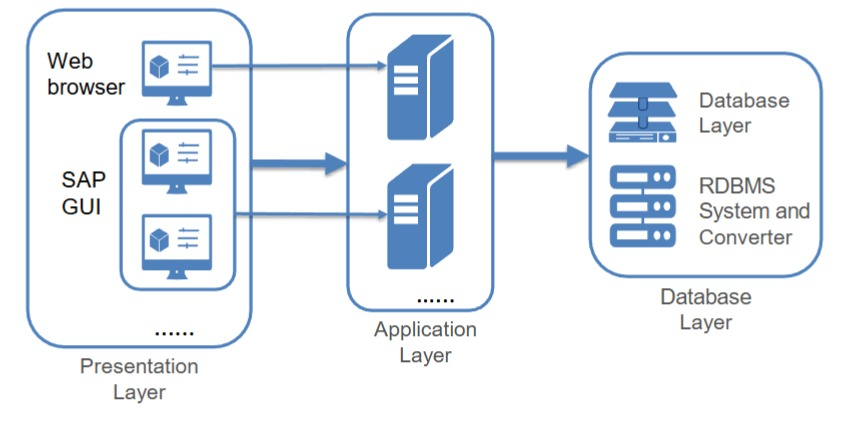 Web
browser
SAP
GUI
......
Presentation
Layer
......
Application
Layer
Database
Layer
RDBMS
System and
Converter
Database
Layer